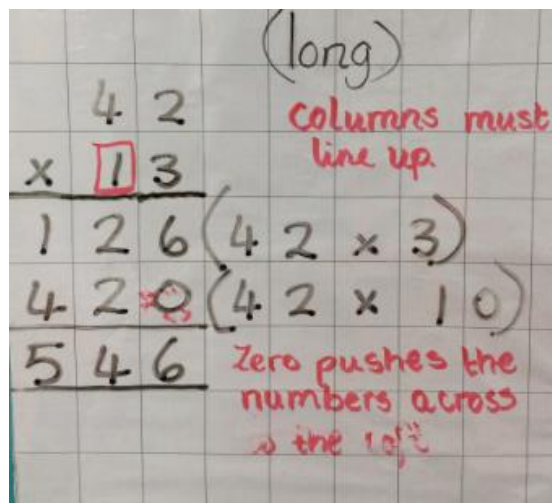 (long)
4 2
columns must
line up
x 1 3
1 2 6 (4 2 x 3)
4 2 0 (4 2 x 1 0)
5 4 6
Zero pushes the
numbers across
the left